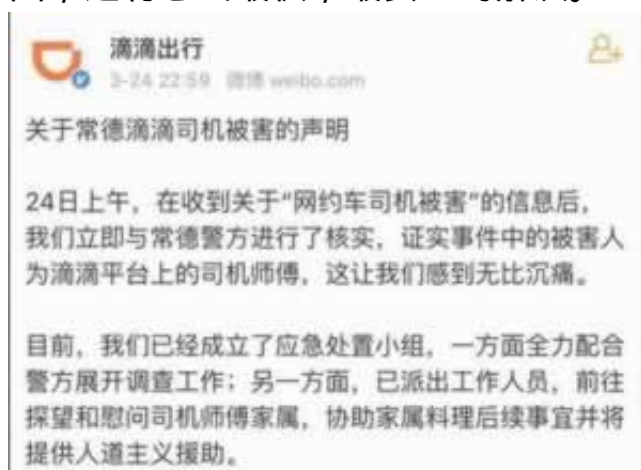 滴滴出行
3-24 22:59 微博 weibo.com
关于常德滴滴司机被害的声明
24日上午，在收到关于“网约车司机被害”的信息后，
我们立即与常德警方进行了核实，证实事件中的被害人
为滴滴平台上的司机师傅，这让我们感到无比沉痛。
目前，我们已经成立了应急处置小组，一方面全力配合
警方展开调查工作；另一方面，已派出工作人员，前往
探望和慰问司机师傅家属，协助家属料理后续事宜并将
提供人道主义援助。